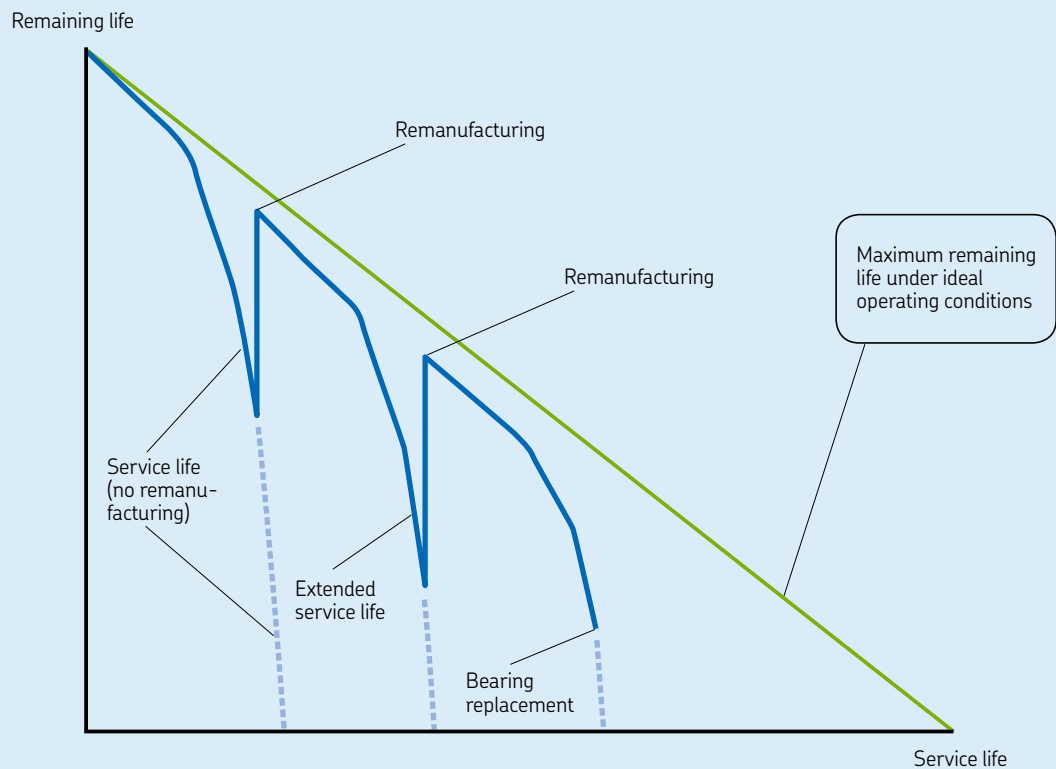 Remaining life
Remanufacturing
Remanufacturing
Maximum remaining
life under ideal
operating conditions
Service life
(no remanu-
facturing)
Extended
service life
Bearing
replacement
Service life